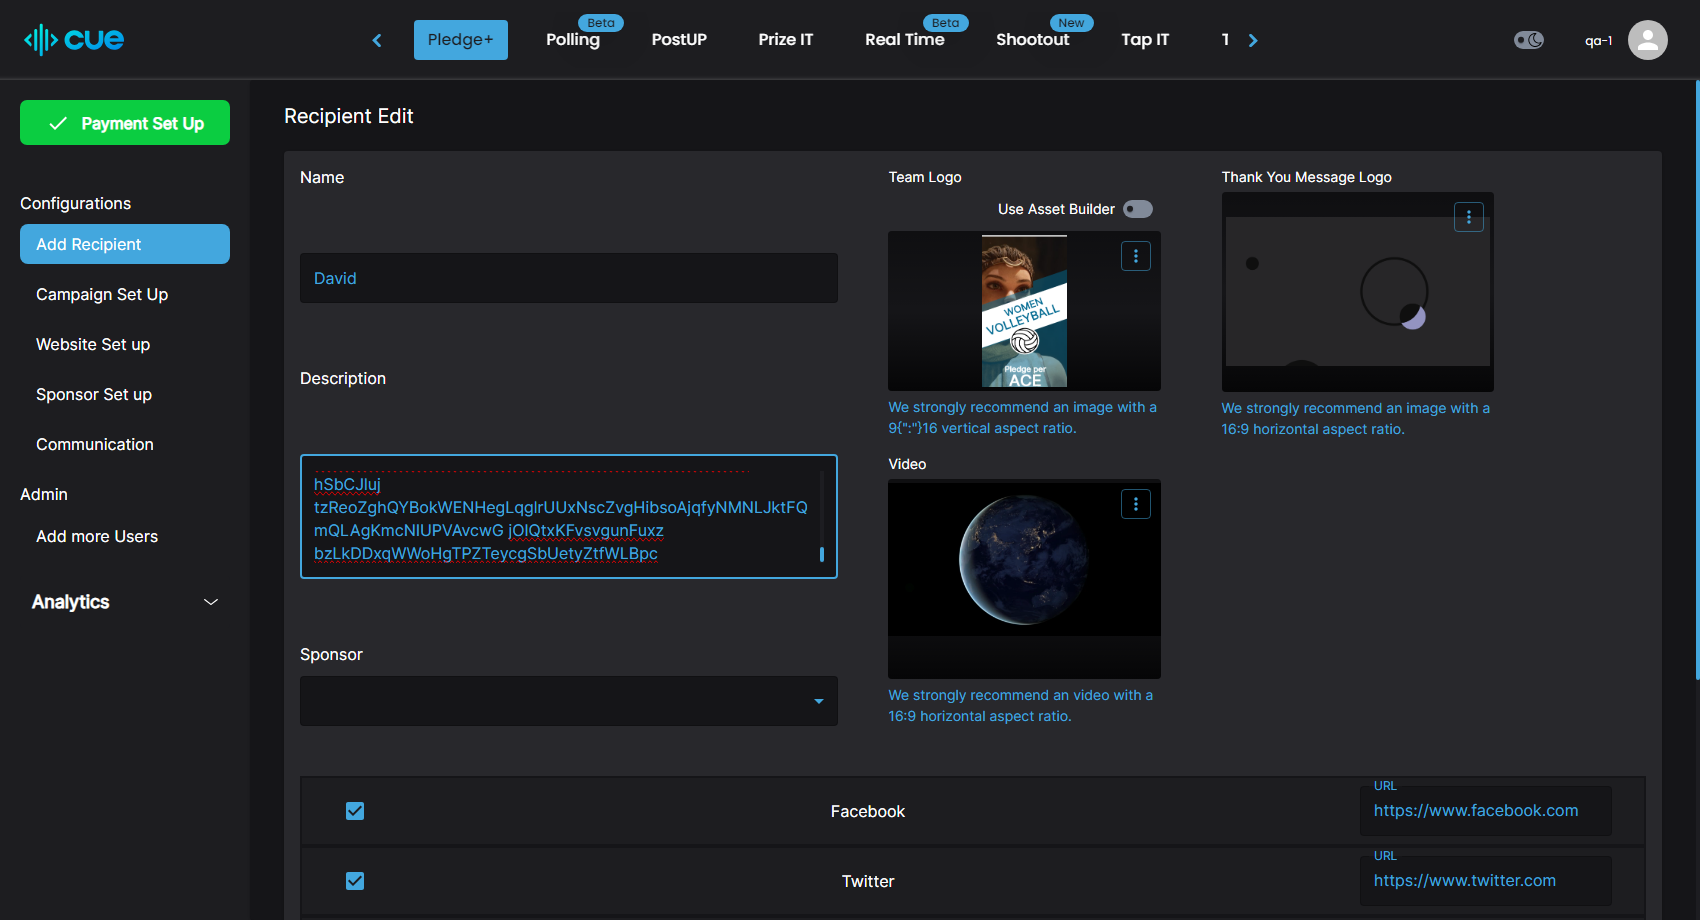 cue
Pledge+
Polling
Beta
PostUP
Prize IT
Real Time
Beta
Shootout
New
Tap IT
qa-1
Payment Set Up
Configurations
Add Recipient
Campaign Set Up
Website Set up
Sponsor Set up
Communication
Admin
Add more Users
Analytics
Recipient Edit
Name
David
Description
hSbCJluj
tzReoZghQYBokWENHegLqglrUUxNscZvgHibsoAjqfyNMNLJktFQ
mQLAgKmcNlUPVAvcwG jOlQtxKFvsvgunFuxz
bzLkDDxqWWoHgTPZTeycgSbUetyZtfWLBpc
Sponsor
Team Logo
Use Asset Builder
WOMEN
VOLLEYBALL
Pledge per
ACE
We strongly recommend an image with a
9{":"}16 vertical aspect ratio.
Video
We strongly recommend an video with a
16:9 horizontal aspect ratio.
Thank You Message Logo
We strongly recommend an image with a
16:9 horizontal aspect ratio.
Facebook
URL
https://www.facebook.com
Twitter
URL
https://www.twitter.com